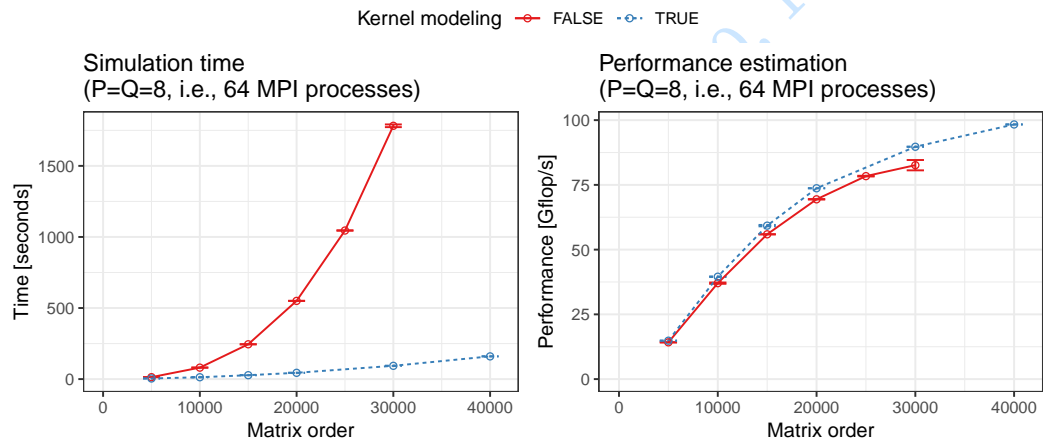 Kernel modeling FALSE TRUE
Simulation time
(P=Q=8, i.e., 64 MPI processes)
Time [seconds]
1500
1000
500
0
0 10000 20000 30000 40000
Matrix order
Performance estimation
(P=Q=8, i.e., 64 MPI processes)
Performance [Gflop/s]
100
75
50
25
0
0 10000 20000 30000 40000
Matrix order